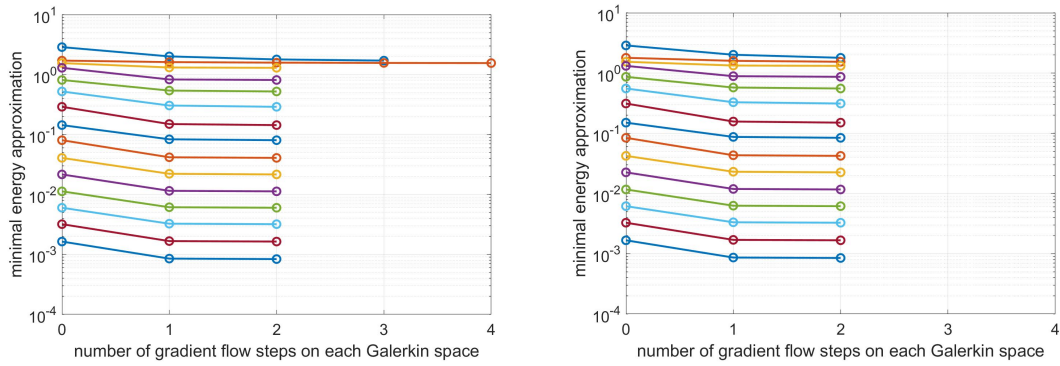 minimal energy approximation
10^1
10^0
10^-1
10^-2
10^-3
10^-4
0 1 2 3 4
number of gradient flow steps on each Galerkin space
minimal energy approximation
10^1
10^0
10^-1
10^-2
10^-3
10^-4
0 1 2 3 4
number of gradient flow steps on each Galerkin space